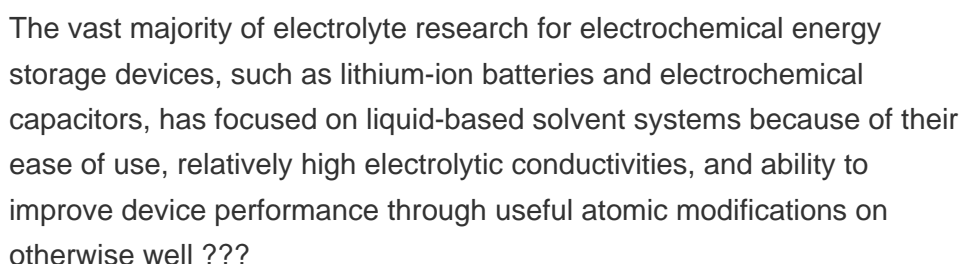 The vast majority of electrolyte research for electrochemical energy
storage devices, such as lithium-ion batteries and electrochemical
capacitors, has focused on liquid-based solvent systems because of their
ease of use, relatively high electrolytic conductivities, and ability to
improve device performance through useful atomic modifications on
otherwise well ???